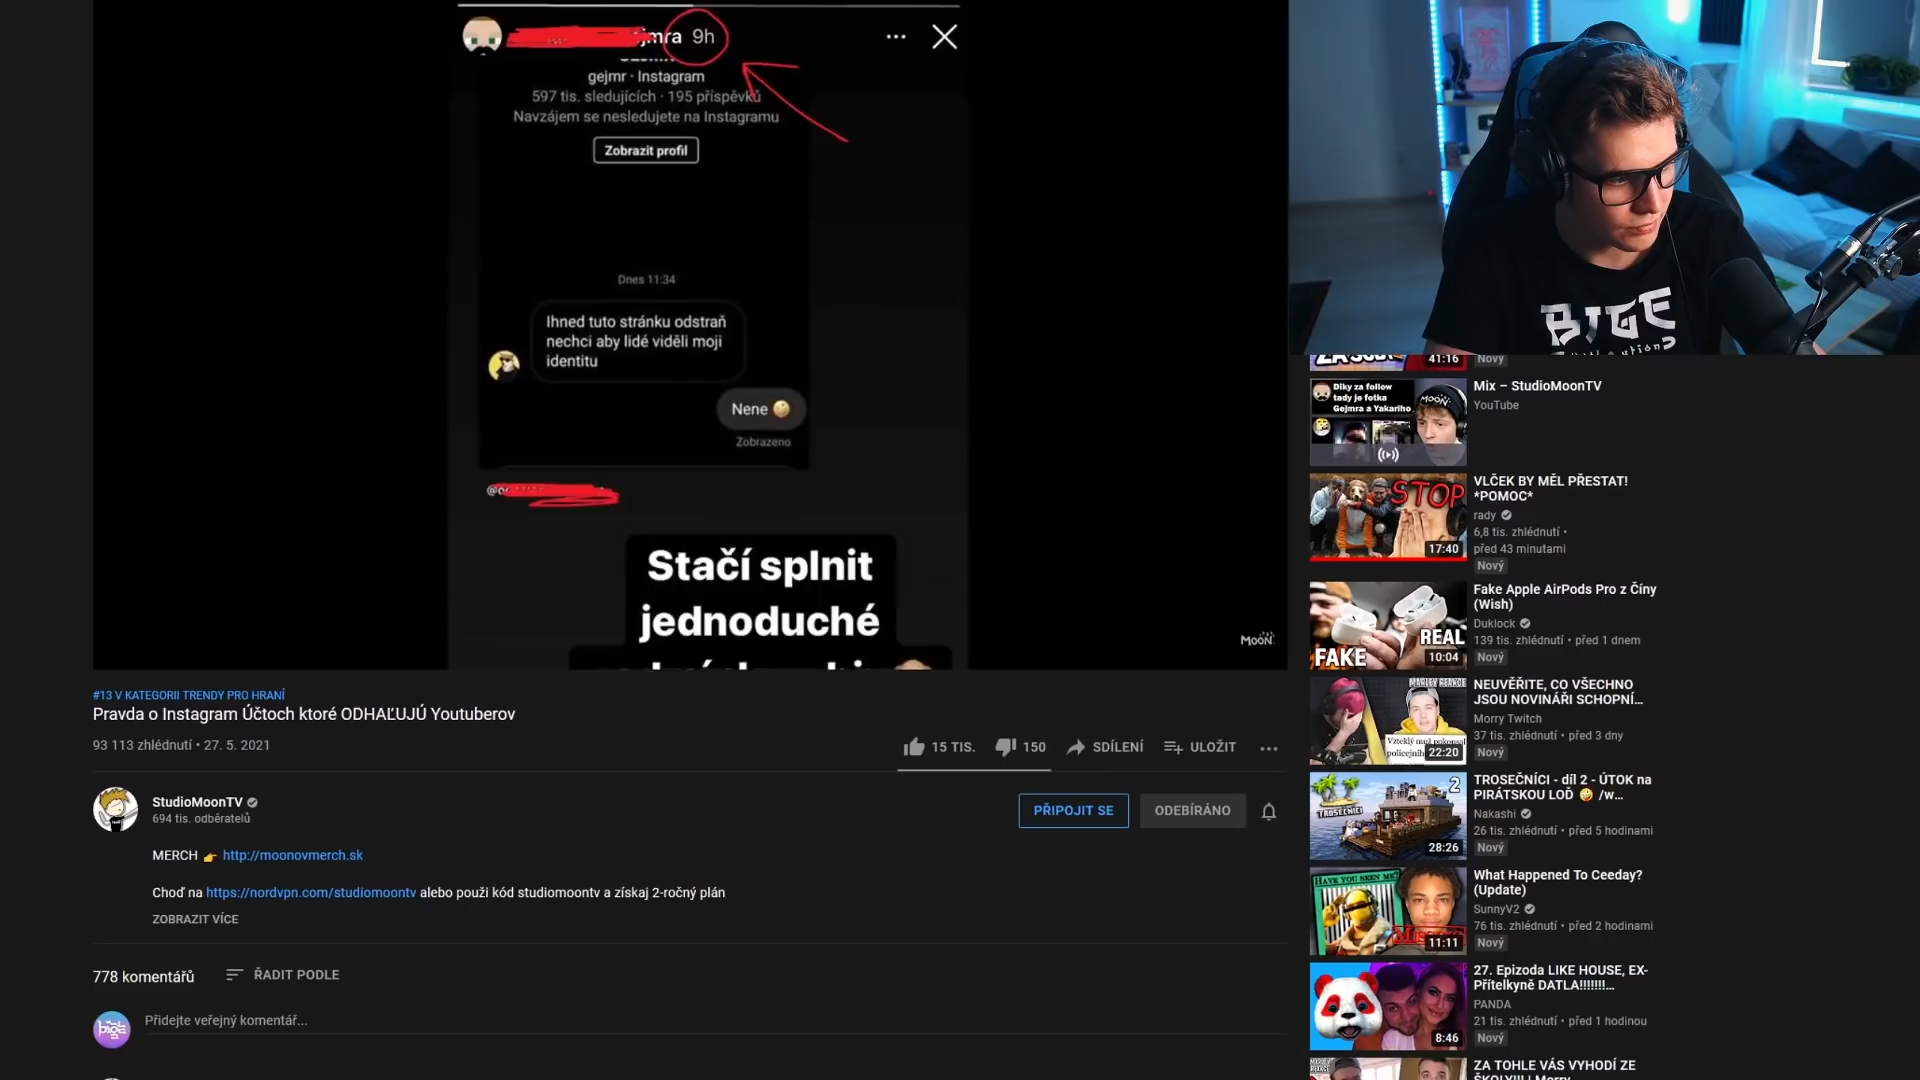 9h
gejmr · Instagram
597 tis. sledujících · 195 příspěvků
Navzájem se nesledujete na Instagramu
Zobrazit profil
Dnes 11:34
Ihned tuto stránku odstraň
nechci aby lidé viděli moji
identitu
Nene
Zobrazeno
Stačí splnit
jednoduché
MOON
#13 V KATEGORII TRENDY PRO HRANÍ
Pravda o Instagram Účtoch ktoré ODHAĽUJÚ Youtuberov
93 113 zhlédnutí • 27. 5. 2021
15 TIS.
150
SDÍLENÍ
ULOŽIT
StudioMoonTV
694 tis. odběratelů
PŘIPOJIT SE
ODEBÍRÁNO
MERCH 👉 http://moonovmerch.sk
Choď na https://nordvpn.com/studiomoontv alebo použi kód studiomoontv a získaj 2-ročný plán
ZOBRAZIT VÍCE
778 komentářů
ŘADIT PODLE
Přidejte veřejný komentář...
BIGE
41:16
Nový
Díky za follow
tady je fotka
Gejmra a Yakariho
Mix – StudioMoonTV
YouTube
STOP
17:40
VLČEK BY MĚL PŘESTAT!
*POMOC*
rady
6,8 tis. zhlédnutí •
před 43 minutami
Nový
FAKE
REAL
10:04
Fake Apple AirPods Pro z Číny
(Wish)
Duklock
139 tis. zhlédnutí • před 1 dnem
Nový
22:20
NEUVĚŘITE, CO VŠECHNO
JSOU NOVINÁŘI SCHOPNÍ...
Morry Twitch
37 tis. zhlédnutí • před 3 dny
Nový
TROSEČNÍCI
2
28:26
TROSEČNÍCI - díl 2 - ÚTOK na
PIRÁTSKOU LOĎ 🤪 /w...
Nakashi
26 tis. zhlédnutí • před 5 hodinami
Nový
HAVE YOU SEEN ME?
11:11
What Happened To Ceeday?
(Update)
SunnyV2
76 tis. zhlédnutí • před 2 hodinami
Nový
8:46
27. Epizoda LIKE HOUSE, EX-
Přítelkyně DATLA!!!!!!!...
PANDA
21 tis. zhlédnutí • před 1 hodinou
Nový
ZA TOHLE VÁS VYHODÍ ZE